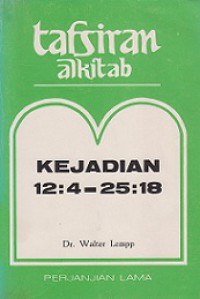 tafsiran
alkitab
KEJADIAN
12:4-25:18
Dr. Walter Lempp
PERJANJIAN LAMA